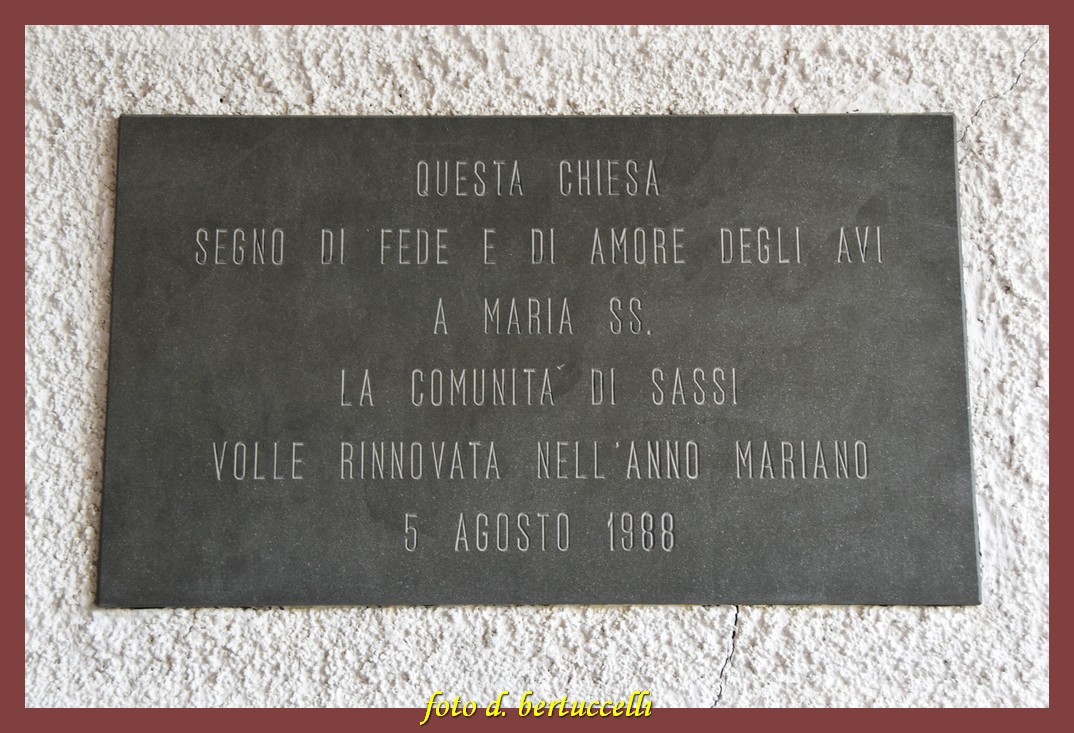 QUESTA CHIESA
SEGNO DI FEDE E DI AMORE DEGLI AVI
A MARIA SS.
LA COMUNITA' DI SASSI
VOLLE RINNOVATA NELL'ANNO MARIANO
5 AGOSTO 1988
foto d. bertuccelli